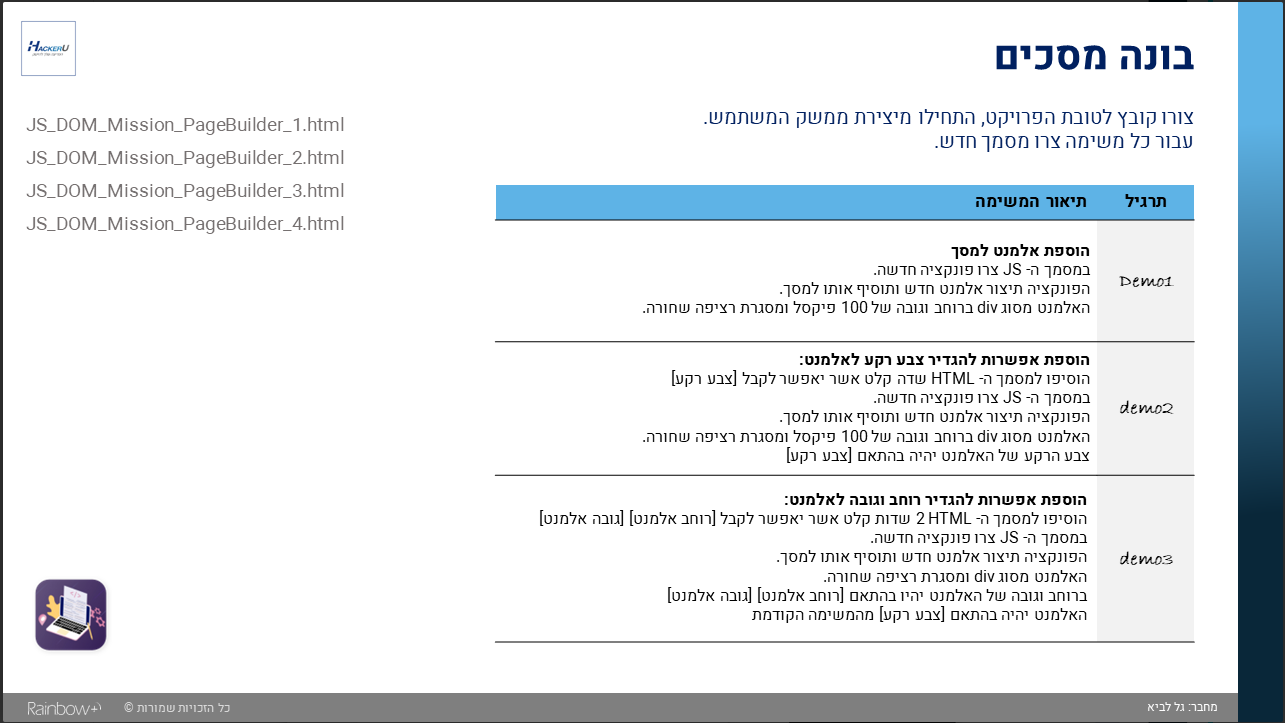 HACKERU
בונה מסכים
צורו קובץ לטובת הפרויקט, התחילו מיצירת ממשק המשתמש.
עבור כל משימה צרו מסמך חדש.
JS_DOM_Mission_PageBuilder_1.html
JS_DOM_Mission_PageBuilder_2.html
JS_DOM_Mission_PageBuilder_3.html
JS_DOM_Mission_PageBuilder_4.html
תרגיל תיאור המשימה
Demo1
הוספת אלמנט למסך
במסמך ה- JS צרו פונקציה חדשה.
הפונקציה תיצור אלמנט חדש ותוסיף אותו למסך.
האלמנט מסוג div ברוחב וגובה של 100 פיקסל ומסגרת רציפה שחורה.
demo2
הוספת אפשרות להגדיר צבע רקע לאלמנט:
הוסיפו למסמך ה- HTML שדה קלט אשר יאפשר לקבל [צבע רקע]
במסמך ה- JS צרו פונקציה חדשה.
הפונקציה תיצור אלמנט חדש ותוסיף אותו למסך.
האלמנט מסוג div ברוחב וגובה של 100 פיקסל ומסגרת רציפה שחורה.
צבע הרקע של האלמנט יהיה בהתאם [צבע רקע]
demo3
הוספת אפשרות להגדיר רוחב וגובה לאלמנט:
הוסיפו למסמך ה- HTML 2 שדות קלט אשר יאפשר לקבל [רוחב אלמנט] [גובה אלמנט]
במסמך ה- JS צרו פונקציה חדשה.
הפונקציה תיצור אלמנט חדש ותוסיף אותו למסך.
האלמנט מסוג div ומסגרת רציפה שחורה.
ברוחב וגובה של האלמנט יהיו בהתאם [רוחב אלמנט] [גובה אלמנט]
האלמנט יהיה בהתאם [צבע רקע] מהמשימה הקודמת
מחבר: גל לביא
כל הזכויות שמורות ©
Rainbow+